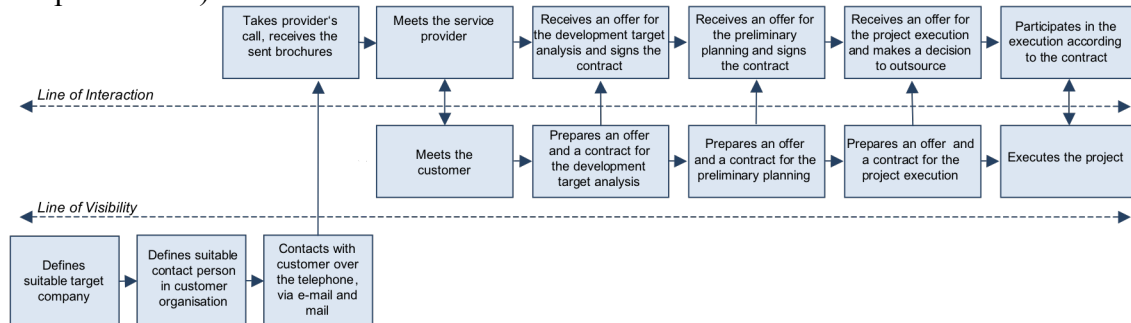 Takes provider's
call, receives the
sent brochures
Meets the service
provider
Receives an offer for
the development target
analysis and signs the
contract
Receives an offer for
the preliminary
planning and signs
the contract
Receives an offer for
the project execution
and makes a decision
to outsource
Participates in the
execution according
to the contract
Line of Interaction
Meets the
customer
Prepares an offer
and a contract for
the development
target analysis
Prepares an offer
and a contract for the
preliminary planning
Prepares an offer and
a contract for the
project execution
Executes the project
Line of Visibility
Defines
suitable target
company
Defines suitable
contact person
in customer
organisation
Contacts with
customer over
the telephone,
via e-mail and
mail